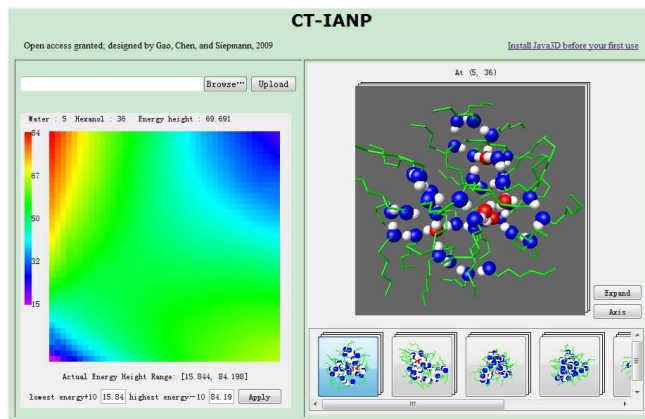 CT-IANP
Open access granted; designed by Gao, Chen, and Siepmann, 2009
Install Java3D before your first use
Browse… Upload
Water : 5 Hexanol : 36 Energy height : 69.691
84
67
50
32
15
Actual Energy Height Range: [15.844, 84.198]
lowest energy*10 15.84 highest energy-10 84.19 Apply
At (5, 36)
Expand
Axis